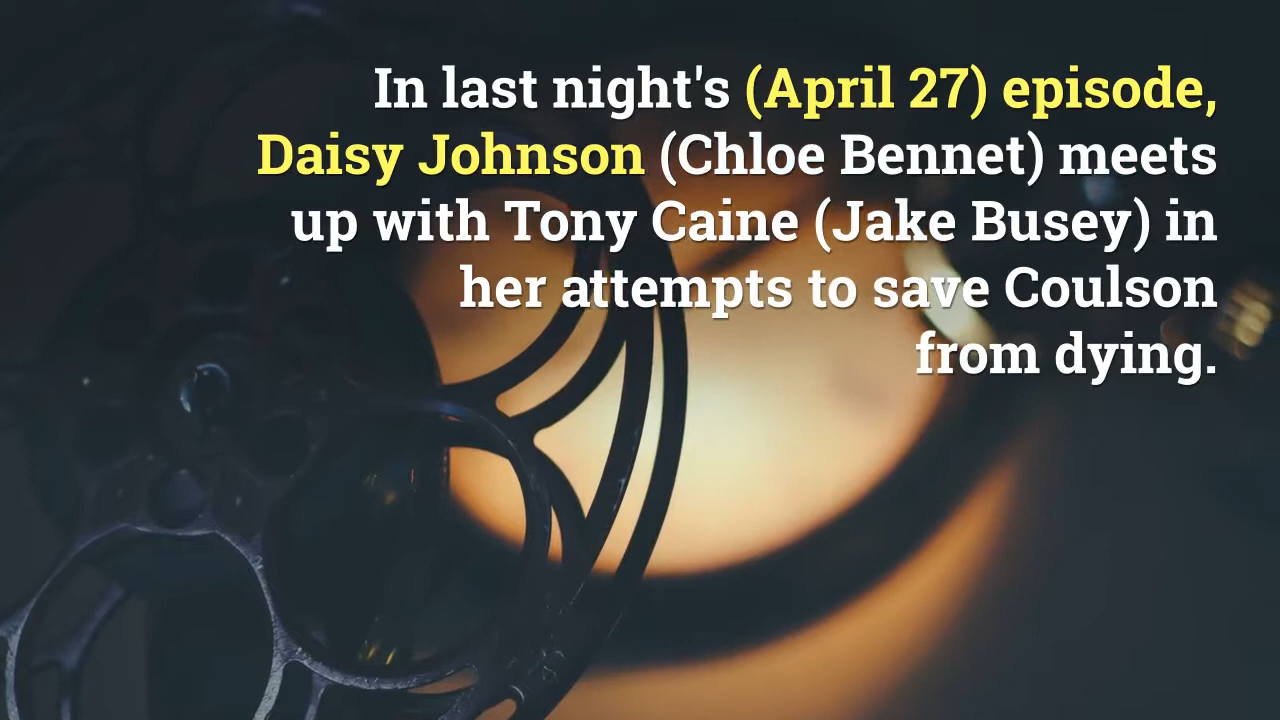 In last night's (April 27) episode,
Daisy Johnson (Chloe Bennet) meets
up with Tony Caine (Jake Busey) in
her attempts to save Coulson
from dying.